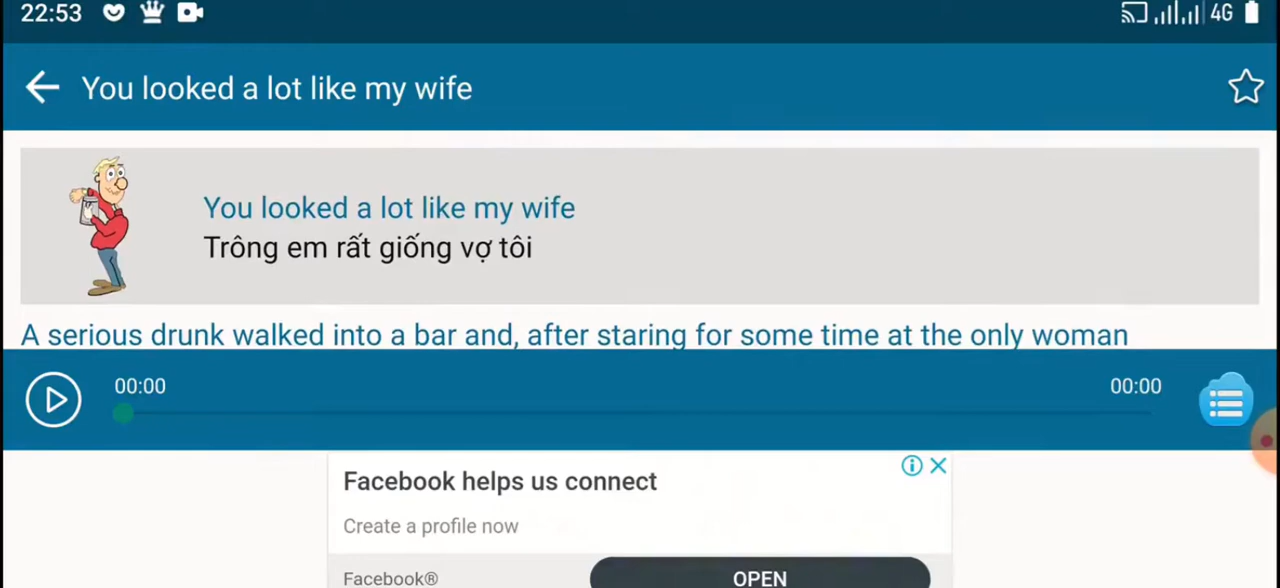 22:53
4G
You looked a lot like my wife
You looked a lot like my wife
Trông em rất giống vợ tôi
A serious drunk walked into a bar and, after staring for some time at the only woman
00:00
00:00
Facebook helps us connect
Create a profile now
Facebook®
OPEN